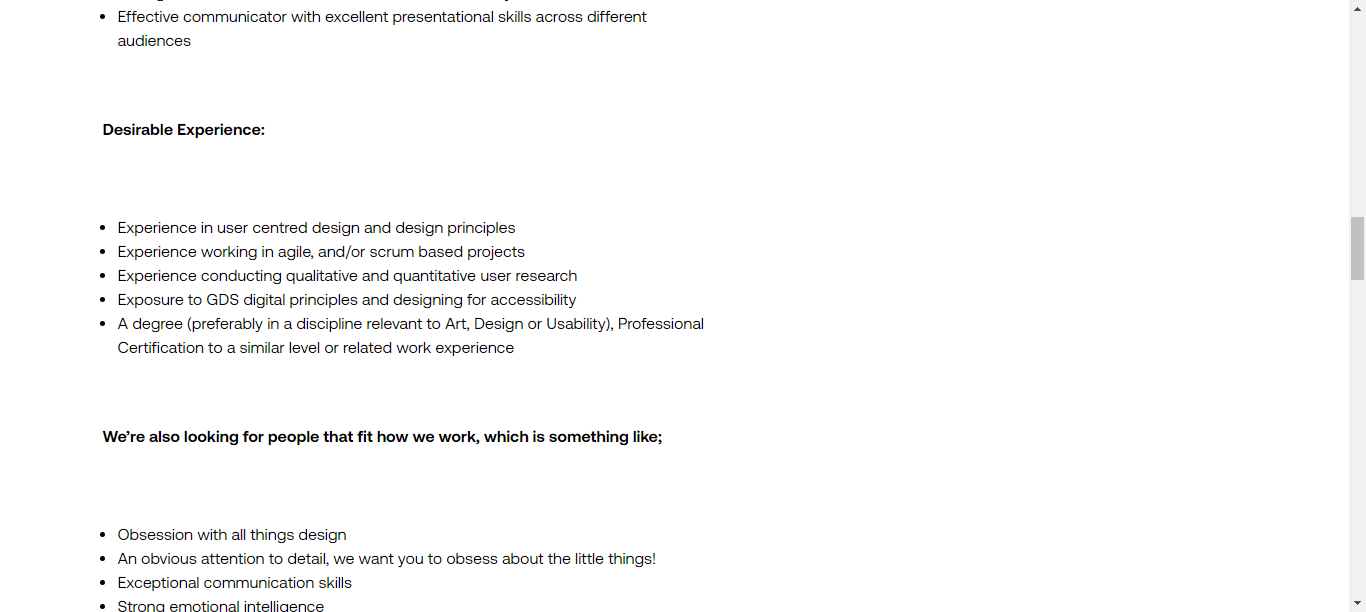 Effective communicator with excellent presentational skills across different
audiences
Desirable Experience:
Experience in user centred design and design principles
Experience working in agile, and/or scrum based projects
Experience conducting qualitative and quantitative user research
Exposure to GDS digital principles and designing for accessibility
A degree (preferably in a discipline relevant to Art, Design or Usability), Professional
Certification to a similar level or related work experience
We’re also looking for people that fit how we work, which is something like;
Obsession with all things design
An obvious attention to detail, we want you to obsess about the little things!
Exceptional communication skills
Strong emotional intelligence